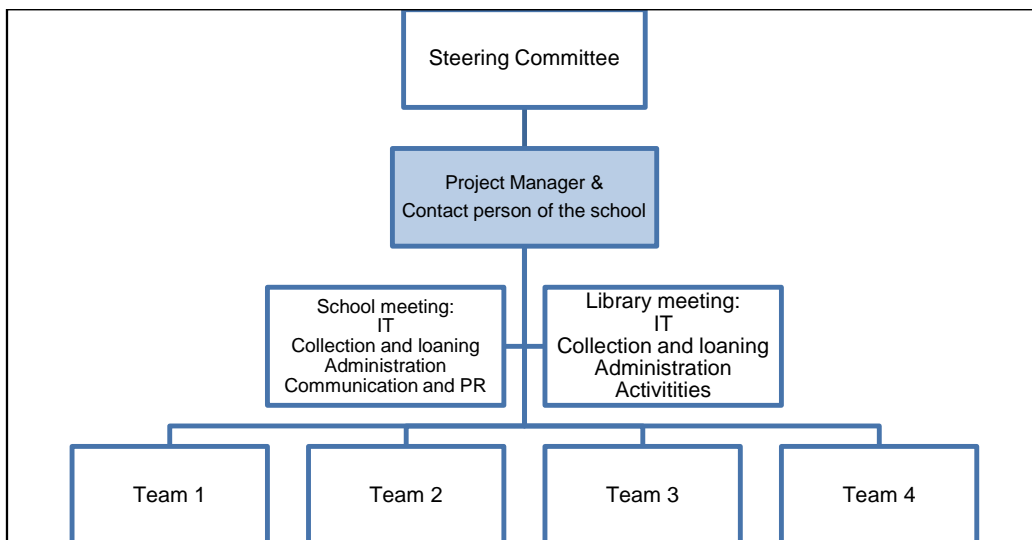 Steering Committee
Project Manager &
Contact person of the school
School meeting:
IT
Collection and loaning
Administration
Communication and PR
Library meeting:
IT
Collection and loaning
Administration
Activitities
Team 1
Team 2
Team 3
Team 4